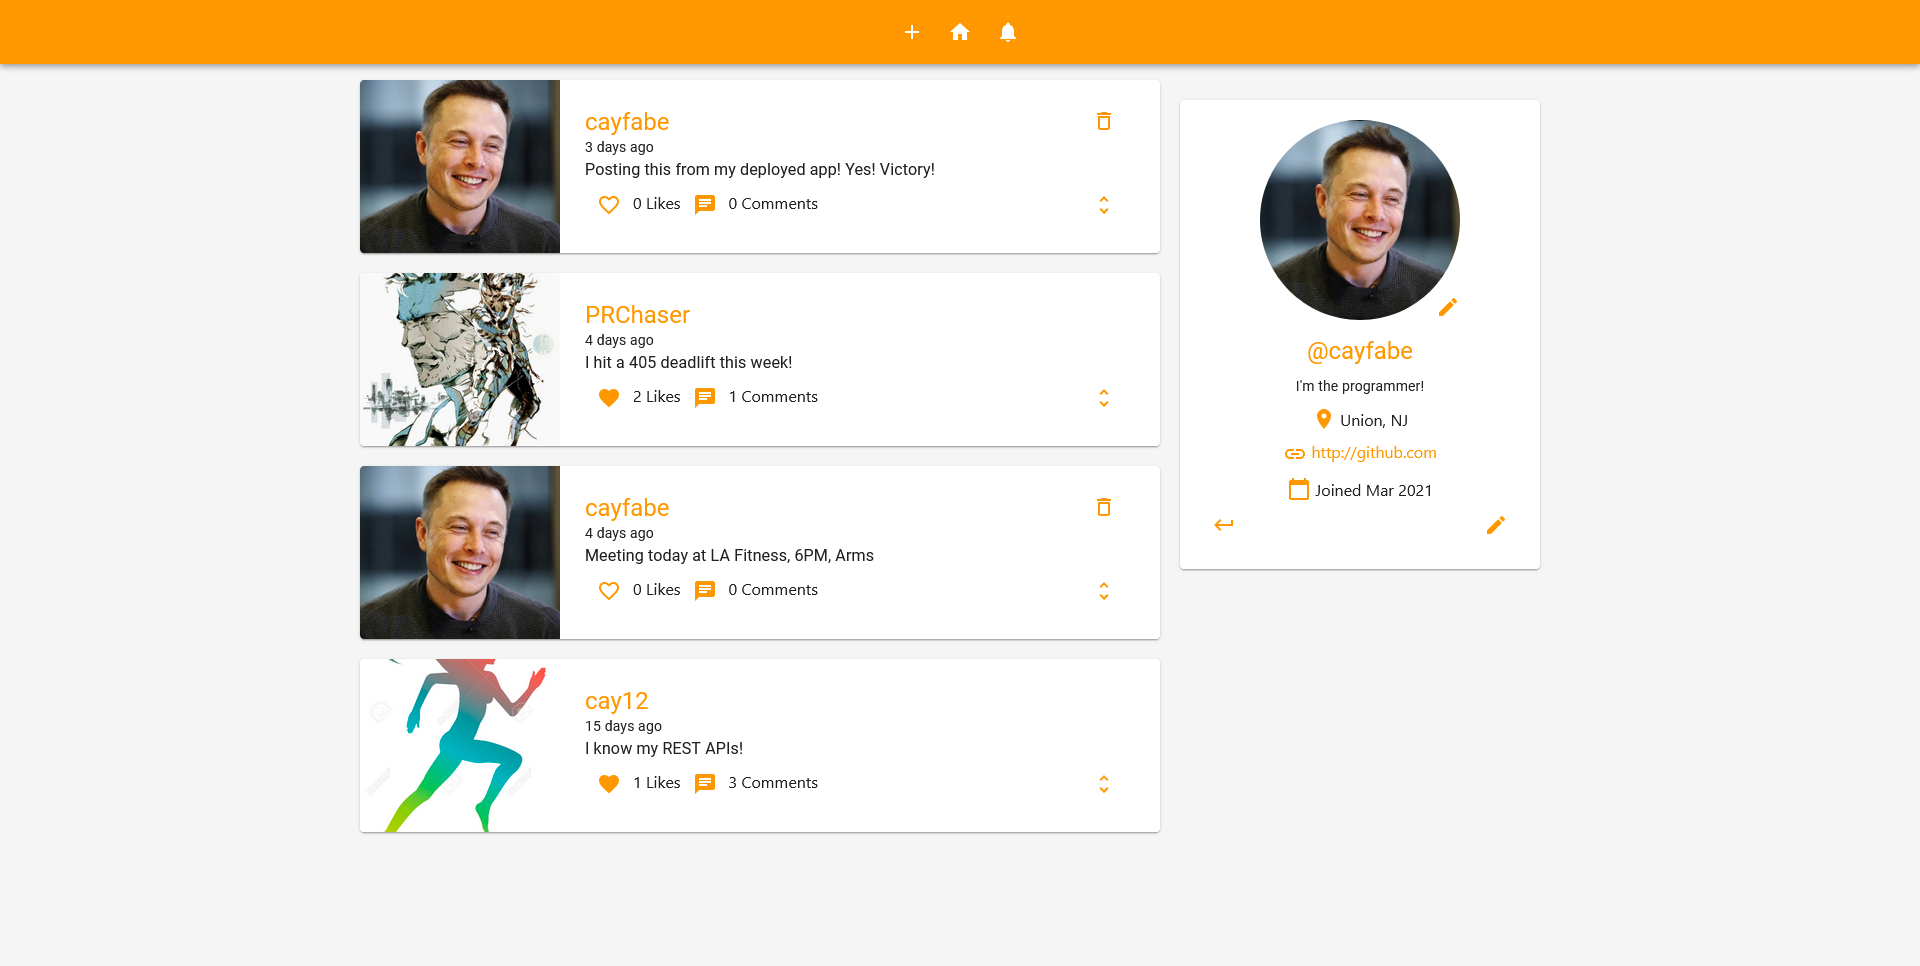 cayfabe
3 days ago
Posting this from my deployed app! Yes! Victory!
0 Likes 0 Comments
PRChaser
4 days ago
I hit a 405 deadlift this week!
2 Likes 1 Comments
cayfabe
4 days ago
Meeting today at LA Fitness, 6PM, Arms
0 Likes 0 Comments
cay12
15 days ago
I know my REST APIs!
1 Likes 3 Comments
@cayfabe
I'm the programmer!
Union, NJ
http://github.com
Joined Mar 2021